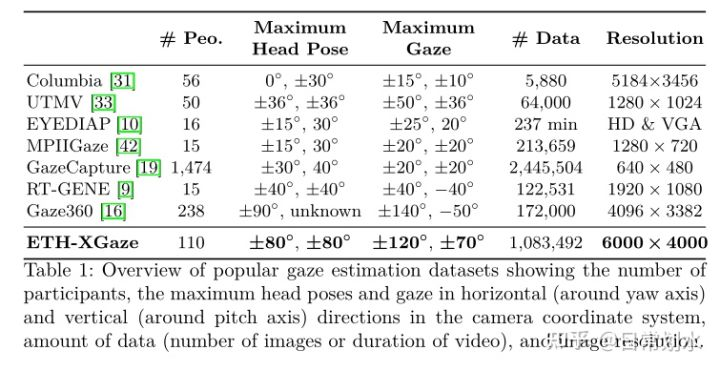 # Peo. Maximum Head Pose Maximum Gaze # Data Resolution
Columbia [31] 56 0°, ±30° ±15°, ±10° 5,880 5184×3456
UTMV [33] 50 ±36°, ±36° ±50°, ±36° 64,000 1280 × 1024
EYEDIAP [10] 16 ±15°, 30° ±25°, 20° 237 min HD & VGA
MPIIGaze [42] 15 ±15°, 30° ±20°, ±20° 213,659 1280 × 720
GazeCapture [19] 1,474 ±30°, 40° ±20°, ±20° 2,445,504 640 × 480
RT-GENE [9] 15 ±40°, ±40° ±40°, −40° 122,531 1920 × 1080
Gaze360 [16] 238 ±90°, unknown ±140°, −50° 172,000 4096 × 3382
ETH-XGaze 110 ±80°, ±80° ±120°, ±70° 1,083,492 6000 × 4000
Table 1: Overview of popular gaze estimation datasets showing the number of
participants, the maximum head poses and gaze in horizontal (around yaw axis)
and vertical (around pitch axis) directions in the camera coordinate system,
amount of data (number of images or duration of video), and image resolution.
知乎 @日常划水